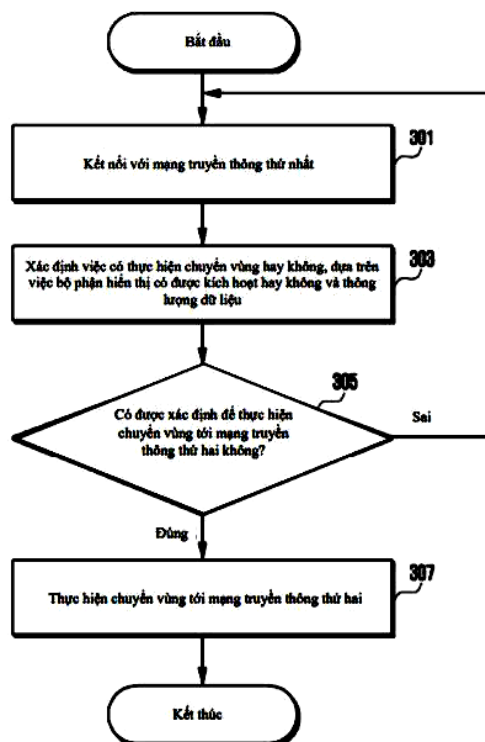 Bắt đầu
301
Kết nối với mạng truyền thông thứ nhất
303
Xác định việc có thực hiện chuyển vùng hay không, dựa trên
việc bộ phận hiển thị có được kích hoạt hay không và thông
lượng dữ liệu
305
Có được xác định để thực hiện
chuyển vùng tới mạng truyền
thông thứ hai không?
Sai
Đúng
307
Thực hiện chuyển vùng tới mạng truyền thông thứ hai
Kết thúc